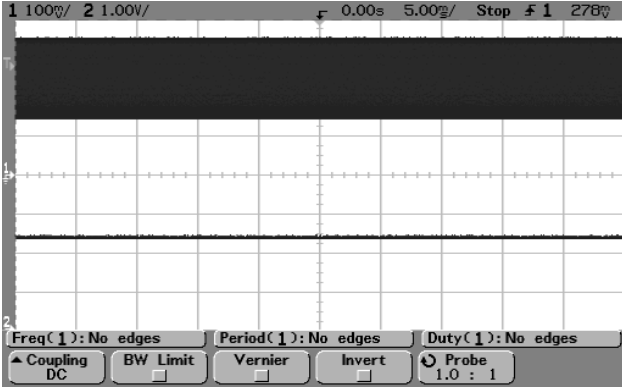 1 100mV/ 2 1.00V/ 0.00s 5.00ms/ Stop 1 278mV
T
1
2
Freq(1):No edges Period(1):No edges Duty(1):No edges
Coupling BW Limit Vernier Invert Probe
DC 1.0 : 1